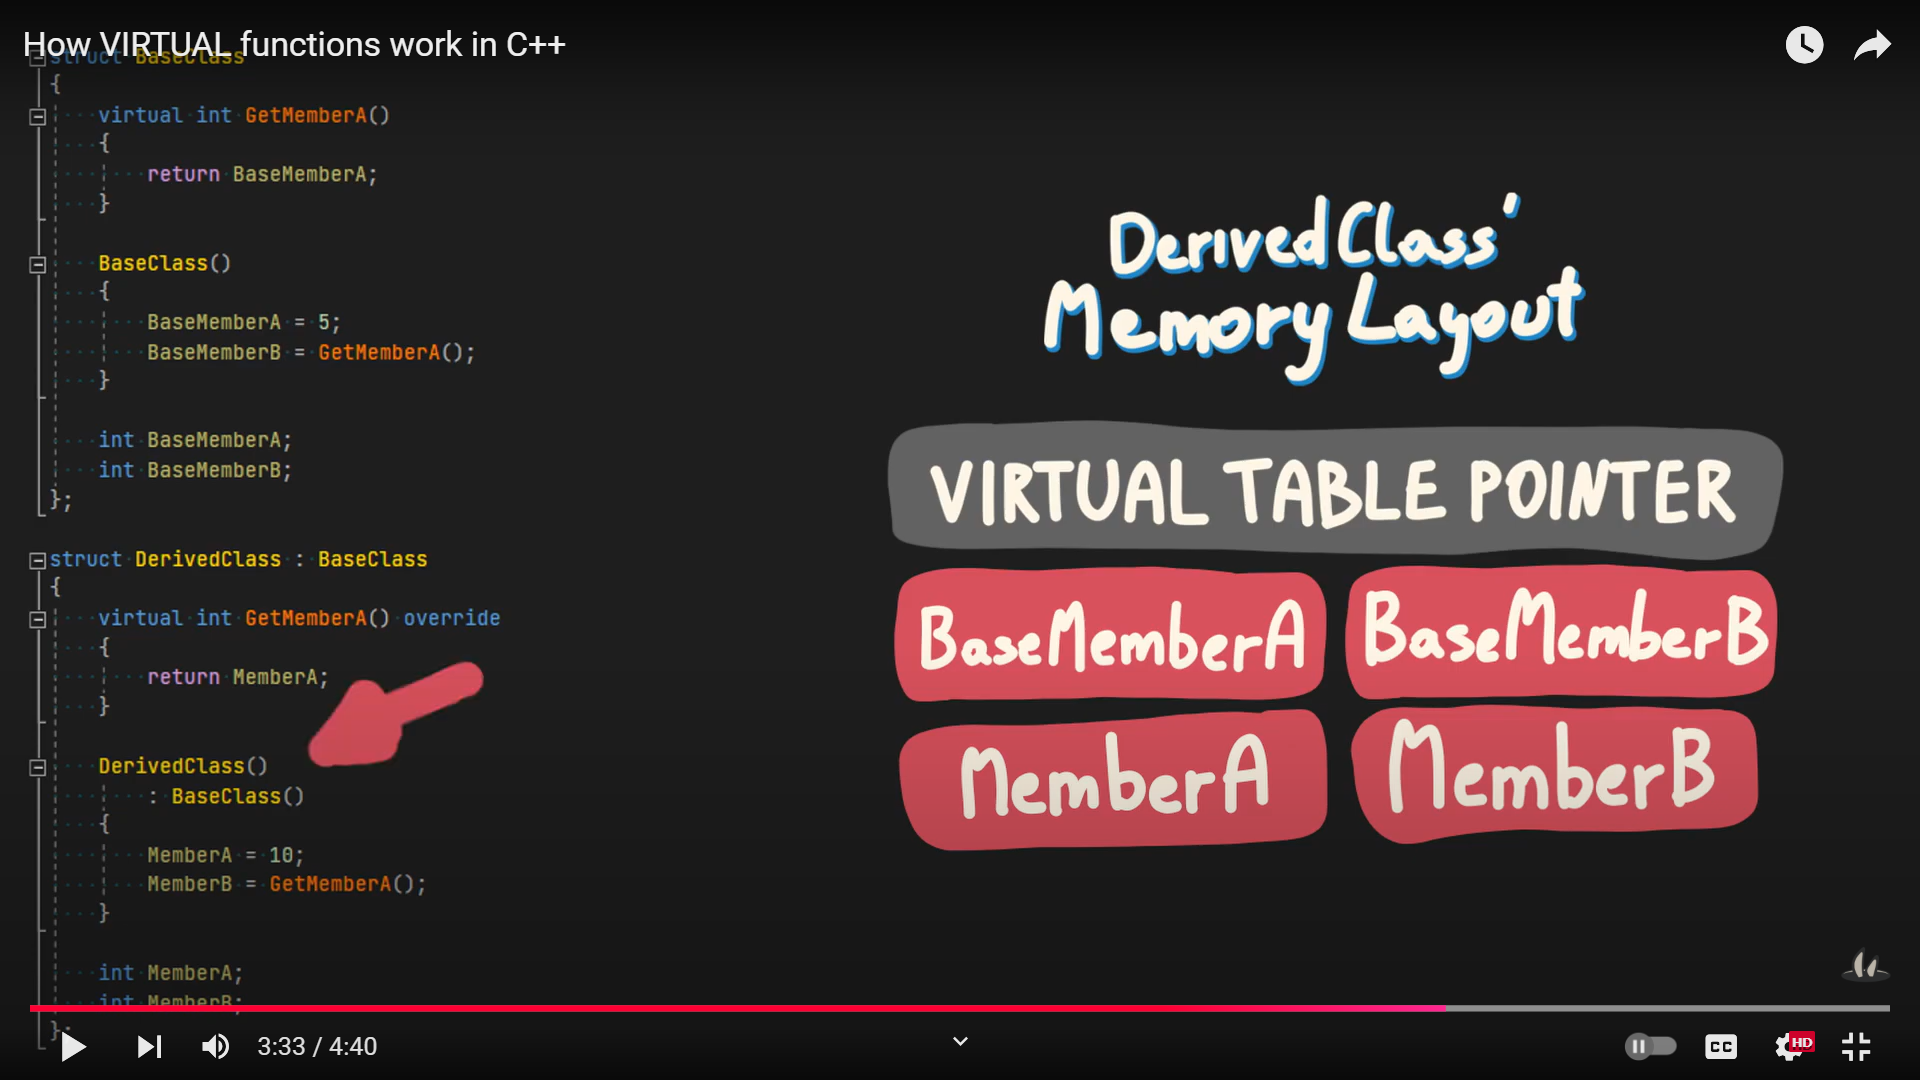 How VIRTUAL functions work in C++
struct BaseClass
{
virtual int GetMemberA()
{
return BaseMemberA;
}
BaseClass()
{
BaseMemberA = 5;
BaseMemberB = GetMemberA();
}
int BaseMemberA;
int BaseMemberB;
};
struct DerivedClass : BaseClass
{
virtual int GetMemberA() override
{
return MemberA;
}
DerivedClass()
: BaseClass()
{
MemberA = 10;
MemberB = GetMemberA();
}
int MemberA;
int MemberB;
};
DerivedClass'
Memory Layout
VIRTUAL TABLE POINTER
BaseMemberA BaseMemberB
MemberA MemberB
3:33 / 4:40
CC
HD